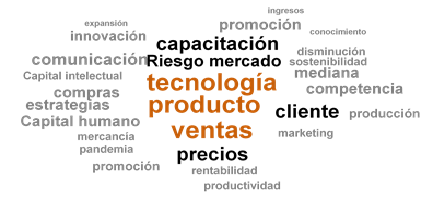 ingresos
expansión promoción conocimiento
innovación capacitación disminución
comunicación Riesgo mercado sostenibilidad
Capital intelectual tecnología mediana
compras competencia
estrategias producto cliente producción
Capital humano ventas marketing
mercancía
pandemia precios
promoción rentabilidad
productividad